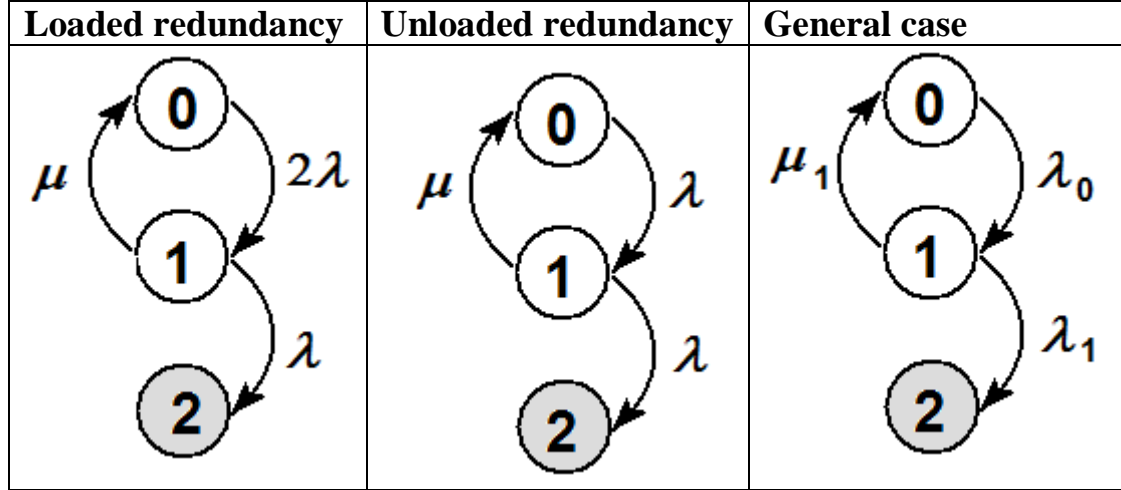 Loaded redundancy Unloaded redundancy General case
0 0 0
μ 2λ μ λ μ₁ λ₀
1 1 1
λ λ λ₁
2 2 2